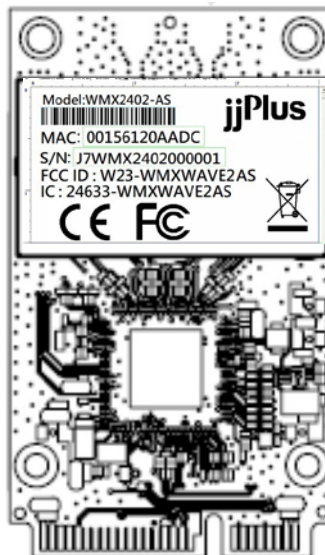 Model:WMX2402-AS
jjPlus
MAC: 00156120AADC
S/N: J7WMX2402000001
FCC ID : W23-WMXWAVE2AS
IC : 24633-WMXWAVE2AS
CE FC